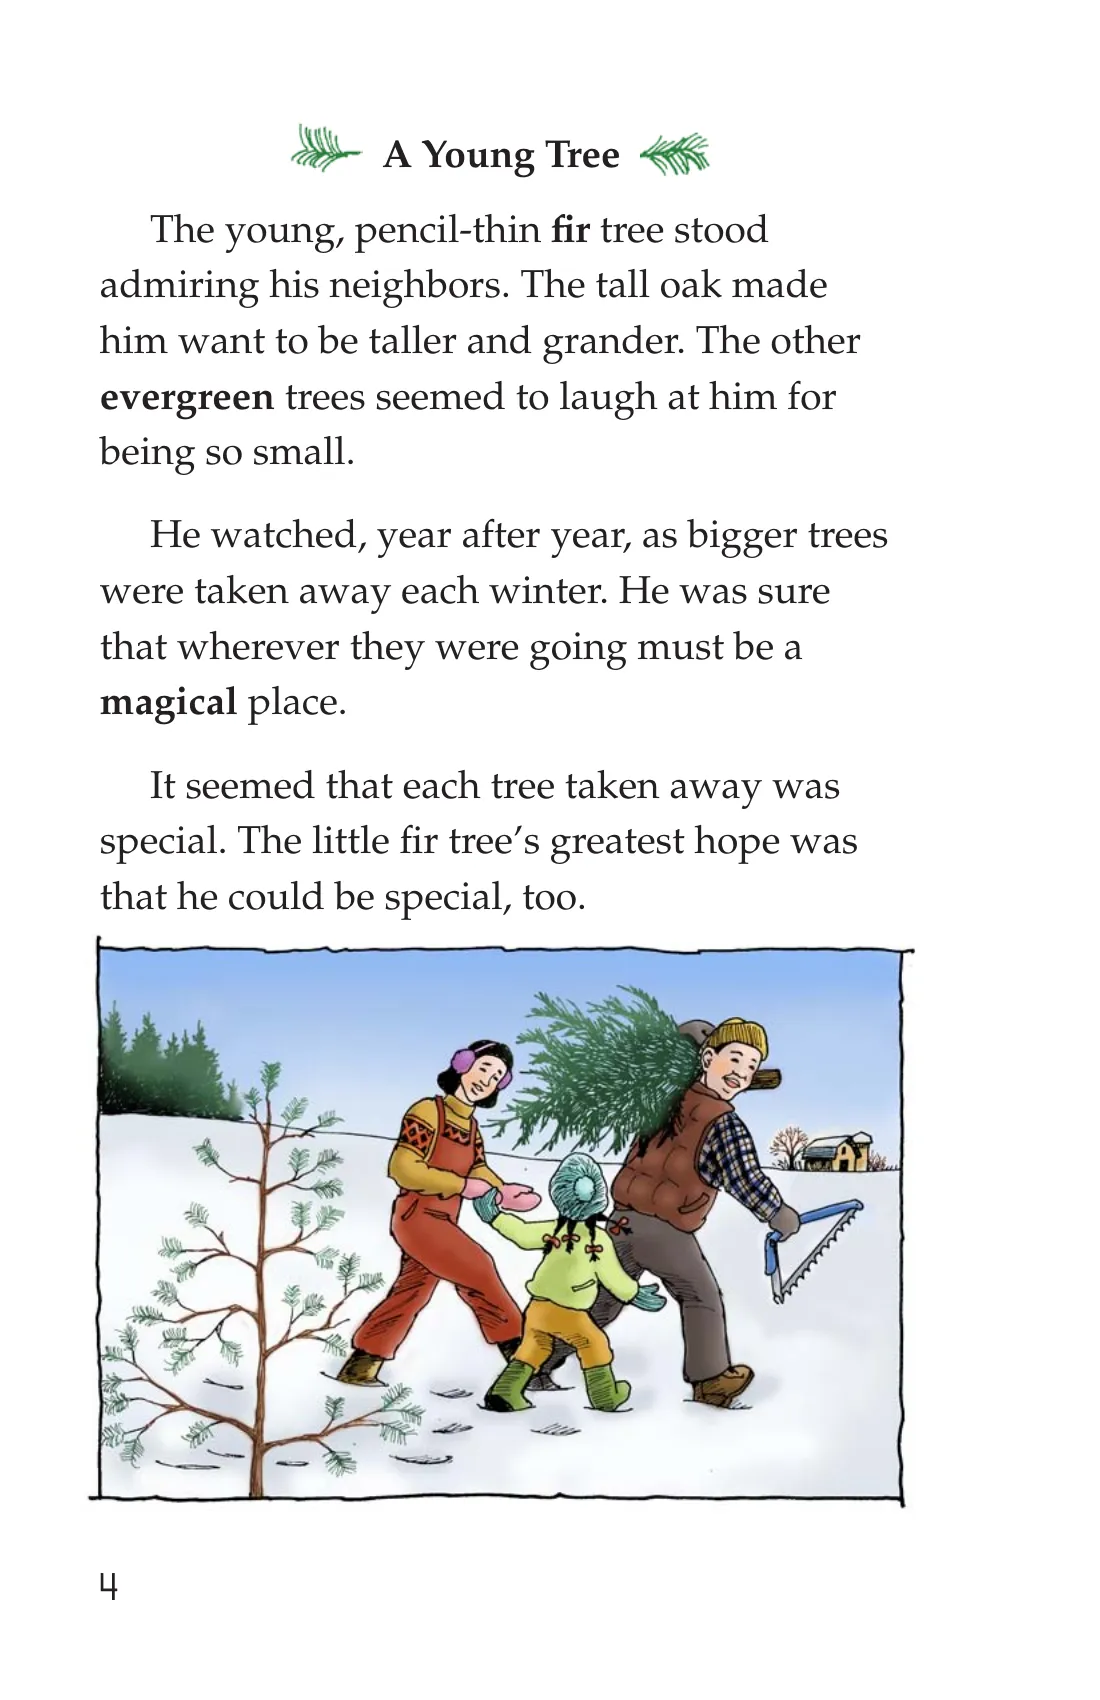 A Young Tree
The young, pencil-thin fir tree stood
admiring his neighbors. The tall oak made
him want to be taller and grander. The other
evergreen trees seemed to laugh at him for
being so small.
He watched, year after year, as bigger trees
were taken away each winter. He was sure
that wherever they were going must be a
magical place.
It seemed that each tree taken away was
special. The little fir tree’s greatest hope was
that he could be special, too.
4